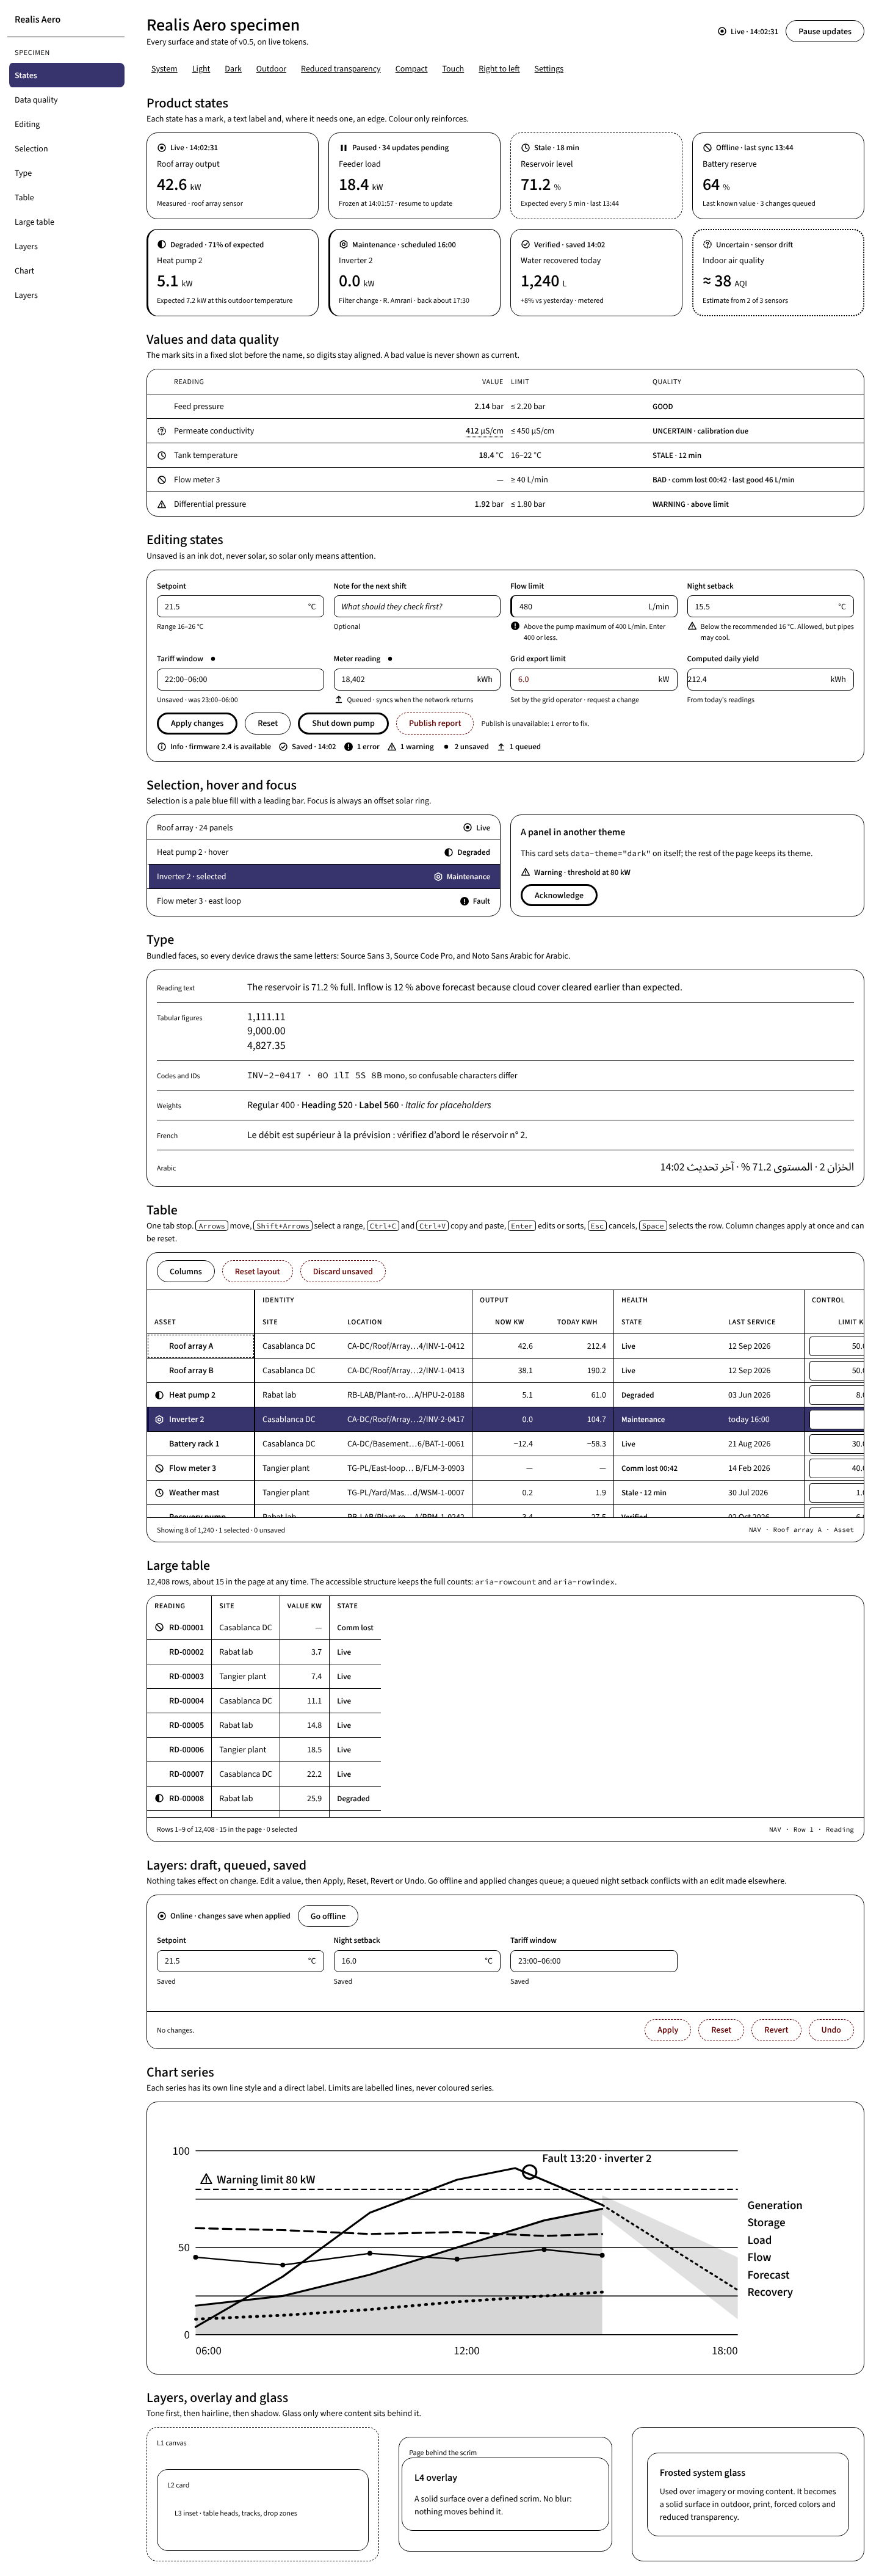 Realis Aero
SPECIMEN
States
Data quality
Editing
Selection
Type
Table
Large table
Layers
Chart
Layers
Realis Aero specimen
Every surface and state of v0.5, on live tokens.
Live · 14:02:31
Pause updates
System Light Dark Outdoor Reduced transparency Compact Touch Right to left Settings
Product states
Each state has a mark, a text label and, where it needs one, an edge. Colour only reinforces.
Live · 14:02:31
Roof array output
42.6 kW
Measured · roof array sensor
Paused · 34 updates pending
Feeder load
18.4 kW
Frozen at 14:01:57 · resume to update
Stale · 18 min
Reservoir level
71.2 %
Expected every 5 min · last 13:44
Offline · last sync 13:44
Battery reserve
64 %
Last known value · 3 changes queued
Degraded · 71% of expected
Heat pump 2
5.1 kW
Expected 7.2 kW at this outdoor temperature
Maintenance · scheduled 16:00
Inverter 2
0.0 kW
Filter change · R. Amrani · back about 17:30
Verified · saved 14:02
Water recovered today
1,240 L
+8% vs yesterday · metered
Uncertain · sensor drift
Indoor air quality
≈ 38 AQI
Estimate from 2 of 3 sensors
Values and data quality
The mark sits in a fixed slot before the name, so digits stay aligned. A bad value is never shown as current.
READING VALUE LIMIT QUALITY
Feed pressure 2.14 bar ≤ 2.20 bar GOOD
Permeate conductivity 412 µS/cm ≤ 450 µS/cm UNCERTAIN · calibration due
Tank temperature 18.4 °C 16–22 °C STALE · 12 min
Flow meter 3 — ≥ 40 L/min BAD · comm lost 00:42 · last good 46 L/min
Differential pressure 1.92 bar ≤ 1.80 bar WARNING · above limit
Editing states
Unsaved is an ink dot, never solar, so solar only means attention.
Setpoint
21.5 °C
Range 16–26 °C
Note for the next shift
What should they check first?
Optional
Flow limit
480 L/min
Above the pump maximum of 400 L/min. Enter
400 or less.
Night setback
15.5 °C
Below the recommended 16 °C. Allowed, but pipes
may cool.
Tariff window
22:00–06:00
Unsaved · was 23:00–06:00
Meter reading
18,402 kWh
Queued · syncs when the network returns
Grid export limit
6.0 kW
Set by the grid operator · request a change
Computed daily yield
212.4 kWh
From today's readings
Apply changes Reset Shut down pump Publish report Publish is unavailable: 1 error to fix.
Info · firmware 2.4 is available Saved · 14:02 1 error 1 warning 2 unsaved 1 queued
Selection, hover and focus
Selection is a pale blue fill with a leading bar. Focus is always an offset solar ring.
Roof array · 24 panels Live
Heat pump 2 · hover Degraded
Inverter 2 · selected Maintenance
Flow meter 3 · east loop Fault
A panel in another theme
This card sets data-theme="dark" on itself; the rest of the page keeps its theme.
Warning · threshold at 80 kW
Acknowledge
Type
Bundled faces, so every device draws the same letters: Source Sans 3, Source Code Pro, and Noto Sans Arabic for Arabic.
Reading text The reservoir is 71.2 % full. Inflow is 12 % above forecast because cloud cover cleared earlier than expected.
Tabular figures 1,111.11
9,000.00
4,827.35
Codes and IDs INV-2-0417 · 0O 1lI 5S 8B mono, so confusable characters differ
Weights Regular 400 · Heading 520 · Label 560 · Italic for placeholders
French Le débit est supérieur à la prévision : vérifiez d'abord le réservoir n° 2.
Arabic الخزان 2 · المستوى 71.2 % · آخر تحديث 14:02
Table
One tab stop. Arrows move, Shift+Arrows select a range, Ctrl+C and Ctrl+V copy and paste, Enter edits or sorts, Esc cancels, Space selects the row. Column changes apply at once and can
be reset.
Columns Reset layout Discard unsaved
IDENTITY OUTPUT HEALTH CONTROL
ASSET SITE LOCATION NOW KW TODAY KWH STATE LAST SERVICE LIMIT K
Roof array A Casablanca DC CA-DC/Roof/Array…4/INV-1-0412 42.6 212.4 Live 12 Sep 2026 50.
Roof array B Casablanca DC CA-DC/Roof/Array…2/INV-1-0413 38.1 190.2 Live 12 Sep 2026 50.
Heat pump 2 Rabat lab RB-LAB/Plant-ro…A/HPU-2-0188 5.1 61.0 Degraded 03 Jun 2026 8.
Inverter 2 Casablanca DC CA-DC/Roof/Array…2/INV-2-0417 0.0 104.7 Maintenance today 16:00
Battery rack 1 Casablanca DC CA-DC/Basement…6/BAT-1-0061 −12.4 −58.3 Live 21 Aug 2026 30.
Flow meter 3 Tangier plant TG-PL/East-loop… B/FLM-3-0903 — — Comm lost 00:42 14 Feb 2026 40.
Weather mast Tangier plant TG-PL/Yard/Mas…d/WSM-1-0007 0.2 1.9 Stale · 12 min 30 Jul 2026 1.
Showing 8 of 1,240 · 1 selected · 0 unsaved NAV · Roof array A · Asset
Large table
12,408 rows, about 15 in the page at any time. The accessible structure keeps the full counts: aria-rowcount and aria-rowindex.
READING SITE VALUE KW STATE
RD-00001 Casablanca DC — Comm lost
RD-00002 Rabat lab 3.7 Live
RD-00003 Tangier plant 7.4 Live
RD-00004 Casablanca DC 11.1 Live
RD-00005 Rabat lab 14.8 Live
RD-00006 Tangier plant 18.5 Live
RD-00007 Casablanca DC 22.2 Live
RD-00008 Rabat lab 25.9 Degraded
Rows 1–9 of 12,408 · 15 in the page · 0 selected NAV · Row 1 · Reading
Layers: draft, queued, saved
Nothing takes effect on change. Edit a value, then Apply, Reset, Revert or Undo. Go offline and applied changes queue; a queued night setback conflicts with an edit made elsewhere.
Online · changes save when applied Go offline
Setpoint
21.5 °C
Saved
Night setback
16.0 °C
Saved
Tariff window
23:00–06:00
Saved
No changes. Apply Reset Revert Undo
Chart series
Each series has its own line style and a direct label. Limits are labelled lines, never coloured series.
100
50
0
Warning limit 80 kW
Fault 13:20 · inverter 2
Generation
Storage
Load
Flow
Forecast
Recovery
06:00 12:00 18:00
Layers, overlay and glass
Tone first, then hairline, then shadow. Glass only where content sits behind it.
L1 canvas
L2 card
L3 inset · table heads, tracks, drop zones
Page behind the scrim
L4 overlay
A solid surface over a defined scrim. No blur:
nothing moves behind it.
Frosted system glass
Used over imagery or moving content. It becomes
a solid surface in outdoor, print, forced colors and
reduced transparency.